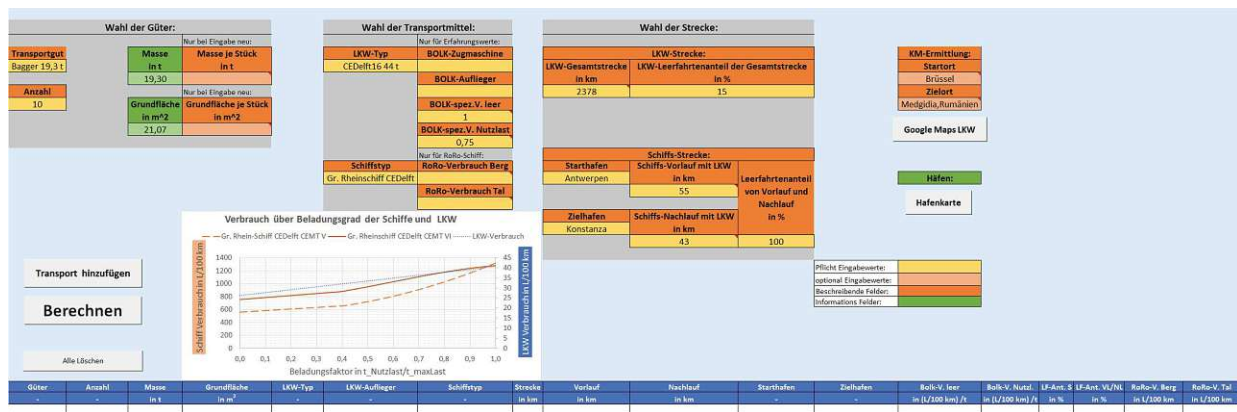 Wahl der Güter:
Nur bei Eingabe neu:
Transportgut
Bagger 19,3 t
Masse
in t
19,30
Masse je Stück
in t
Anzahl
10
Nur bei Eingabe neu:
Grundfläche
in m^2
21,07
Grundfläche je Stück
in m^2
Wahl der Transportmittel:
Nur für Erfahrungswerte:
LKW-Typ
CEDelft16 44 t
BOLK-Zugmaschine
BOLK-Auflieger
BOLK-spez.V. leer
1
BOLK-spez.V. Nutzlast
0,75
Nur für RoRo-Schiff:
Schiffstyp
Gr. Rheinschiff CEDelft
RoRo-Verbrauch Berg
RoRo-Verbrauch Tal
Wahl der Strecke:
LKW-Strecke:
LKW-Gesamtstrecke
in km
2378
LKW-Leerfahrtenanteil der Gesamtstrecke
in %
15
Schiffs-Strecke:
Starthafen
Antwerpen
Schiffs-Vorlauf mit LKW
in km
55
Leerfahrtenanteil
von Vorlauf und
Nachlauf
in %
100
Zielhafen
Konstanza
Schiffs-Nachlauf mit LKW
in km
43
KM-Ermittlung:
Startort
Brüssel
Zielort
Medgidia,Rumänien
Google Maps LKW
Häfen:
Hafenkarte
Pflicht Eingabewerte:
optional Eingabewerte:
Beschreibende Felder:
Informations Felder:
Transport hinzufügen
Berechnen
Alle Löschen
Verbrauch über Beladungsgrad der Schiffe und LKW
Gr. Rhein-Schiff CEDelft CEMT V
Gr. Rheinschiff CEDelft CEMT VI
LKW-Verbrauch
Schiff Verbrauch in L/100 km
1400
1200
1000
800
600
400
200
0
45
40
35
30
25
20
15
10
5
0
LKW Verbrauch in L/100 km
0,0 0,1 0,2 0,3 0,4 0,5 0,6 0,7 0,8 0,9 1,0
Beladungsfaktor in t_Nutzlast/t_maxLast
Güter Anzahl Masse Grundfläche LKW-Typ LKW-Auflieger Schiffstyp Strecke Vorlauf Nachlauf Starthafen Zielhafen Bolk-V. leer Bolk-V. Nutzl. LF-Ant. S LF-Ant. VL/NL RoRo-V. Berg RoRo-V. Tal
- - in t in m² - - - in km in km in km - - in (L/100 km) /t in (L/100 km) /t in % in % in L/100 km in L/100 km